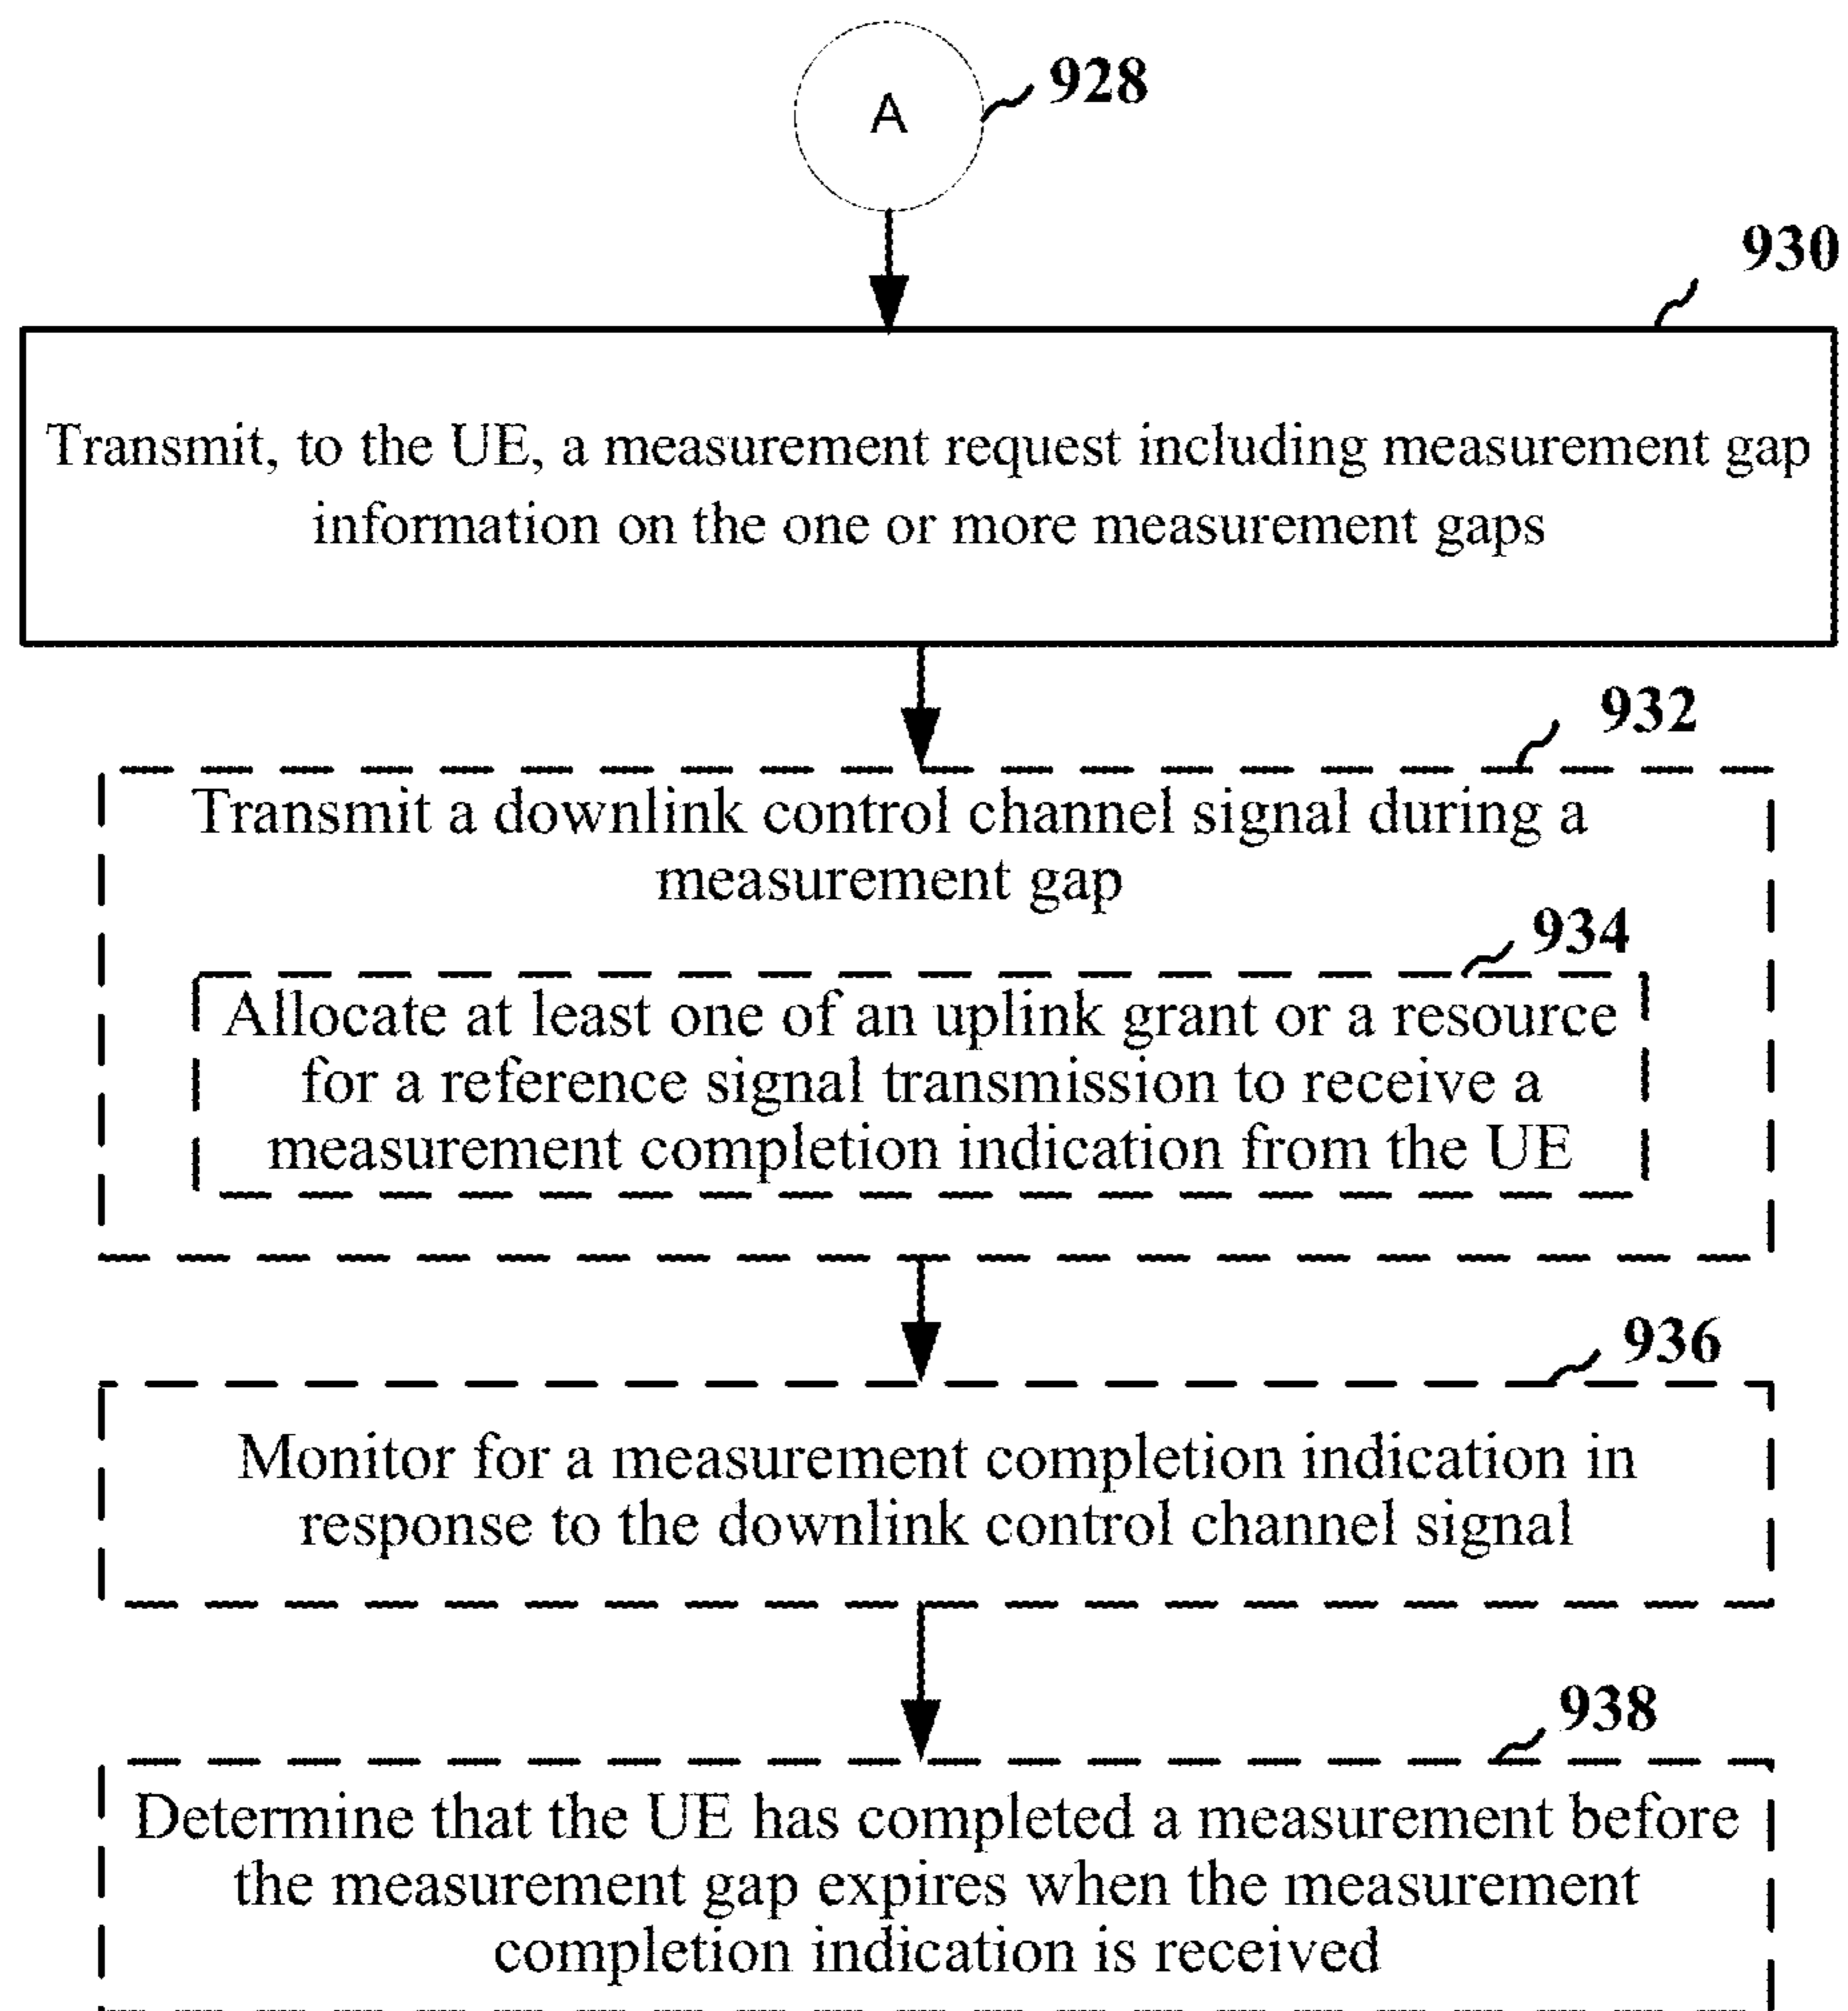 A
928
930
Transmit, to the UE, a measurement request including measurement gap
information on the one or more measurement gaps
932
Transmit a downlink control channel signal during a
measurement gap
934
Allocate at least one of an uplink grant or a resource
for a reference signal transmission to receive a
measurement completion indication from the UE
936
Monitor for a measurement completion indication in
response to the downlink control channel signal
938
Determine that the UE has completed a measurement before
the measurement gap expires when the measurement
completion indication is received